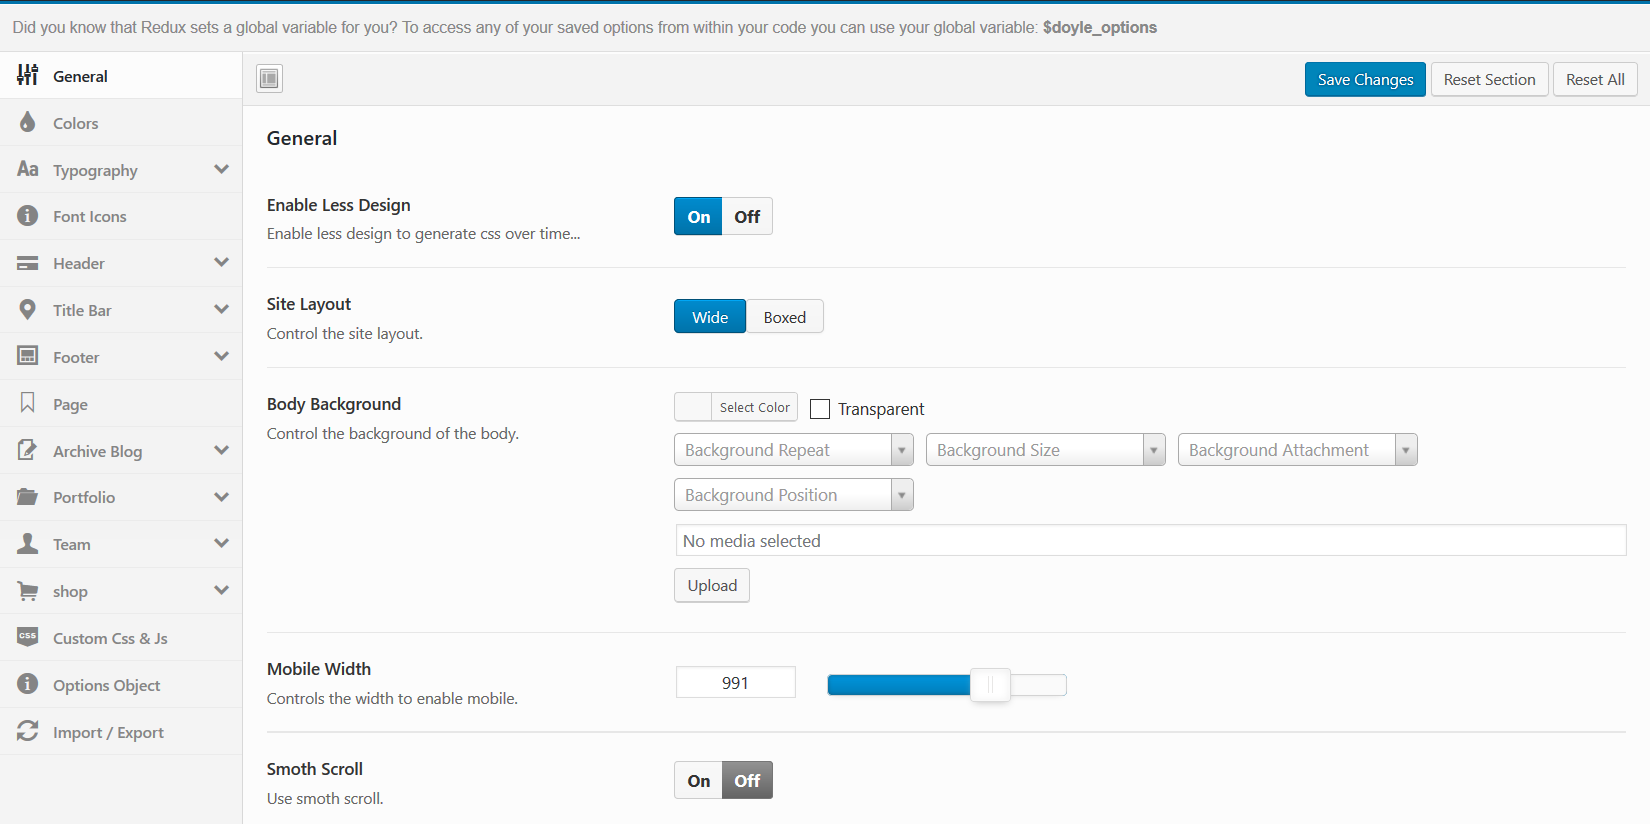 Did you know that Redux sets a global variable for you? To access any of your saved options from within your code you can use your global variable: $doyle_options
General
Colors
Aa Typography
Font Icons
Header
Title Bar
Footer
Page
Archive Blog
Portfolio
Team
shop
css Custom Css & Js
Options Object
Import / Export
Save Changes Reset Section Reset All
General
Enable Less Design
Enable less design to generate css over time...
On Off
Site Layout
Control the site layout.
Wide Boxed
Body Background
Control the background of the body.
Select Color Transparent
Background Repeat Background Size Background Attachment
Background Position
No media selected
Upload
Mobile Width
Controls the width to enable mobile.
991
Smoth Scroll
Use smoth scroll.
On Off